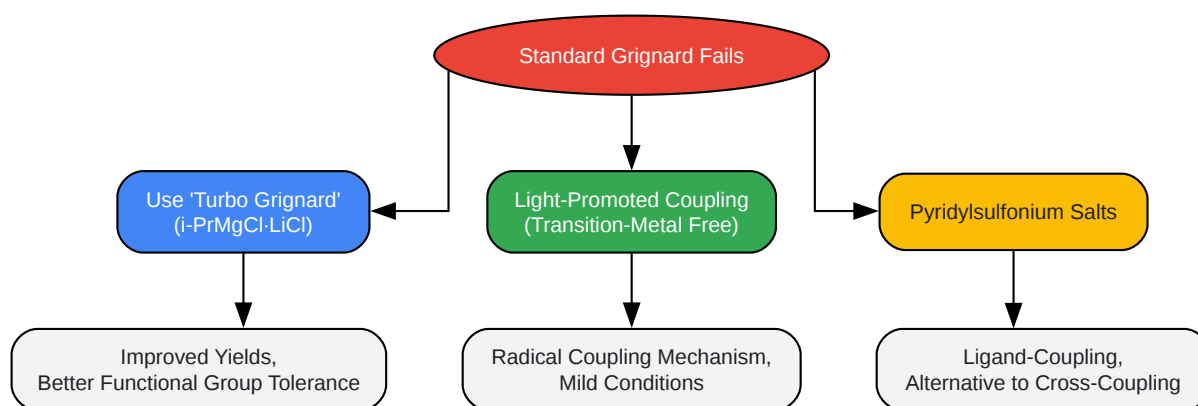 Standard Grignard Fails
Use 'Turbo Grignard'
(i-PrMgCl·LiCl)
Light-Promoted Coupling
(Transition-Metal Free)
Pyridylsulfonium Salts
Improved Yields,
Better Functional Group Tolerance
Radical Coupling Mechanism,
Mild Conditions
Ligand-Coupling,
Alternative to Cross-Coupling